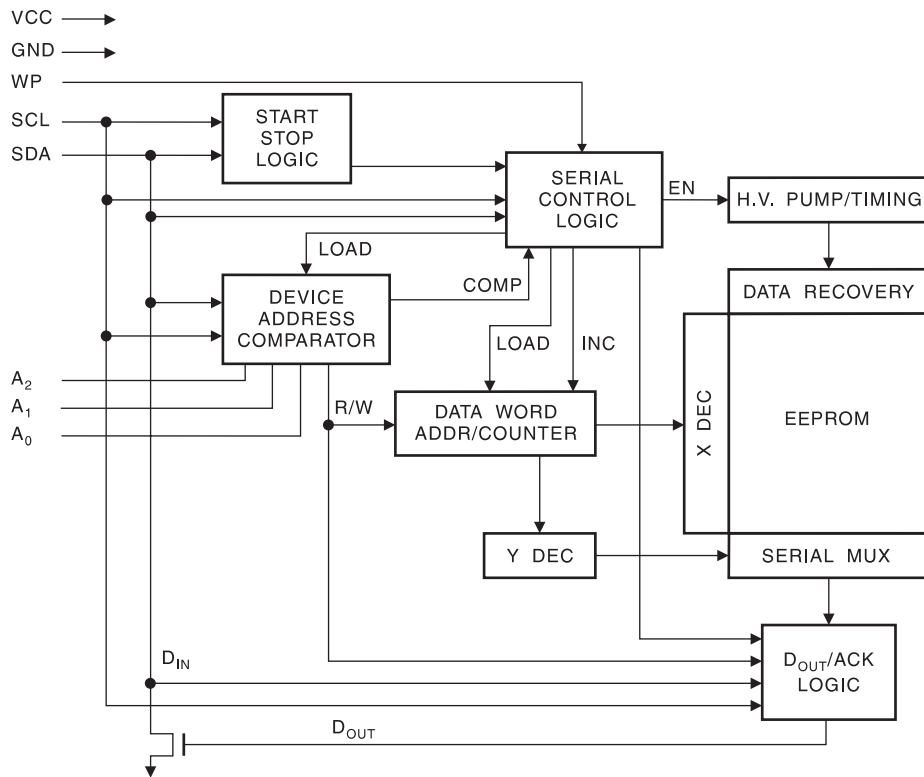 VCC
GND
WP
SCL
SDA
START
STOP
LOGIC
SERIAL
CONTROL
LOGIC
EN
H.V. PUMP/TIMING
LOAD
COMP
DEVICE
ADDRESS
COMPARATOR
DATA RECOVERY
LOAD
INC
A2
A1
A0
R/W
DATA WORD
ADDR/COUNTER
X DEC
EEPROM
Y DEC
SERIAL MUX
DIN
DOUT/ACK
LOGIC
DOUT